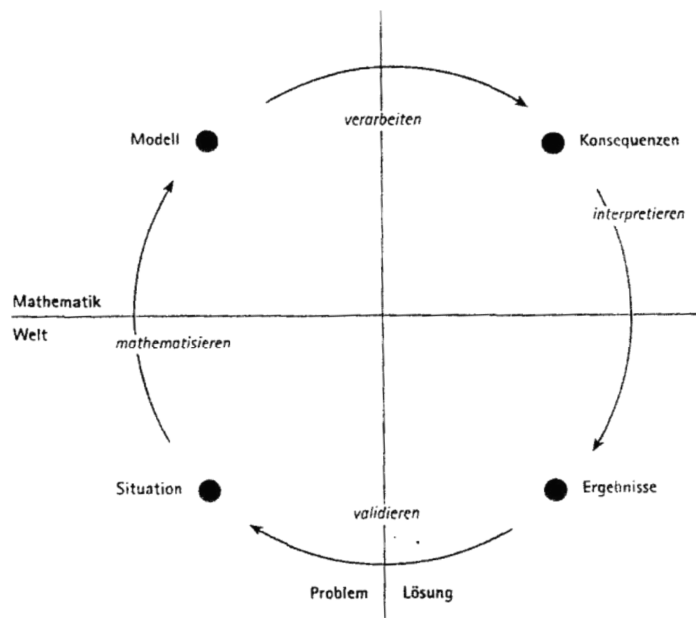 verarbeiten
Modell
Konsequenzen
interpretieren
Mathematik
Welt
mathematisieren
Situation
Ergebnisse
validieren
Problem
Lösung